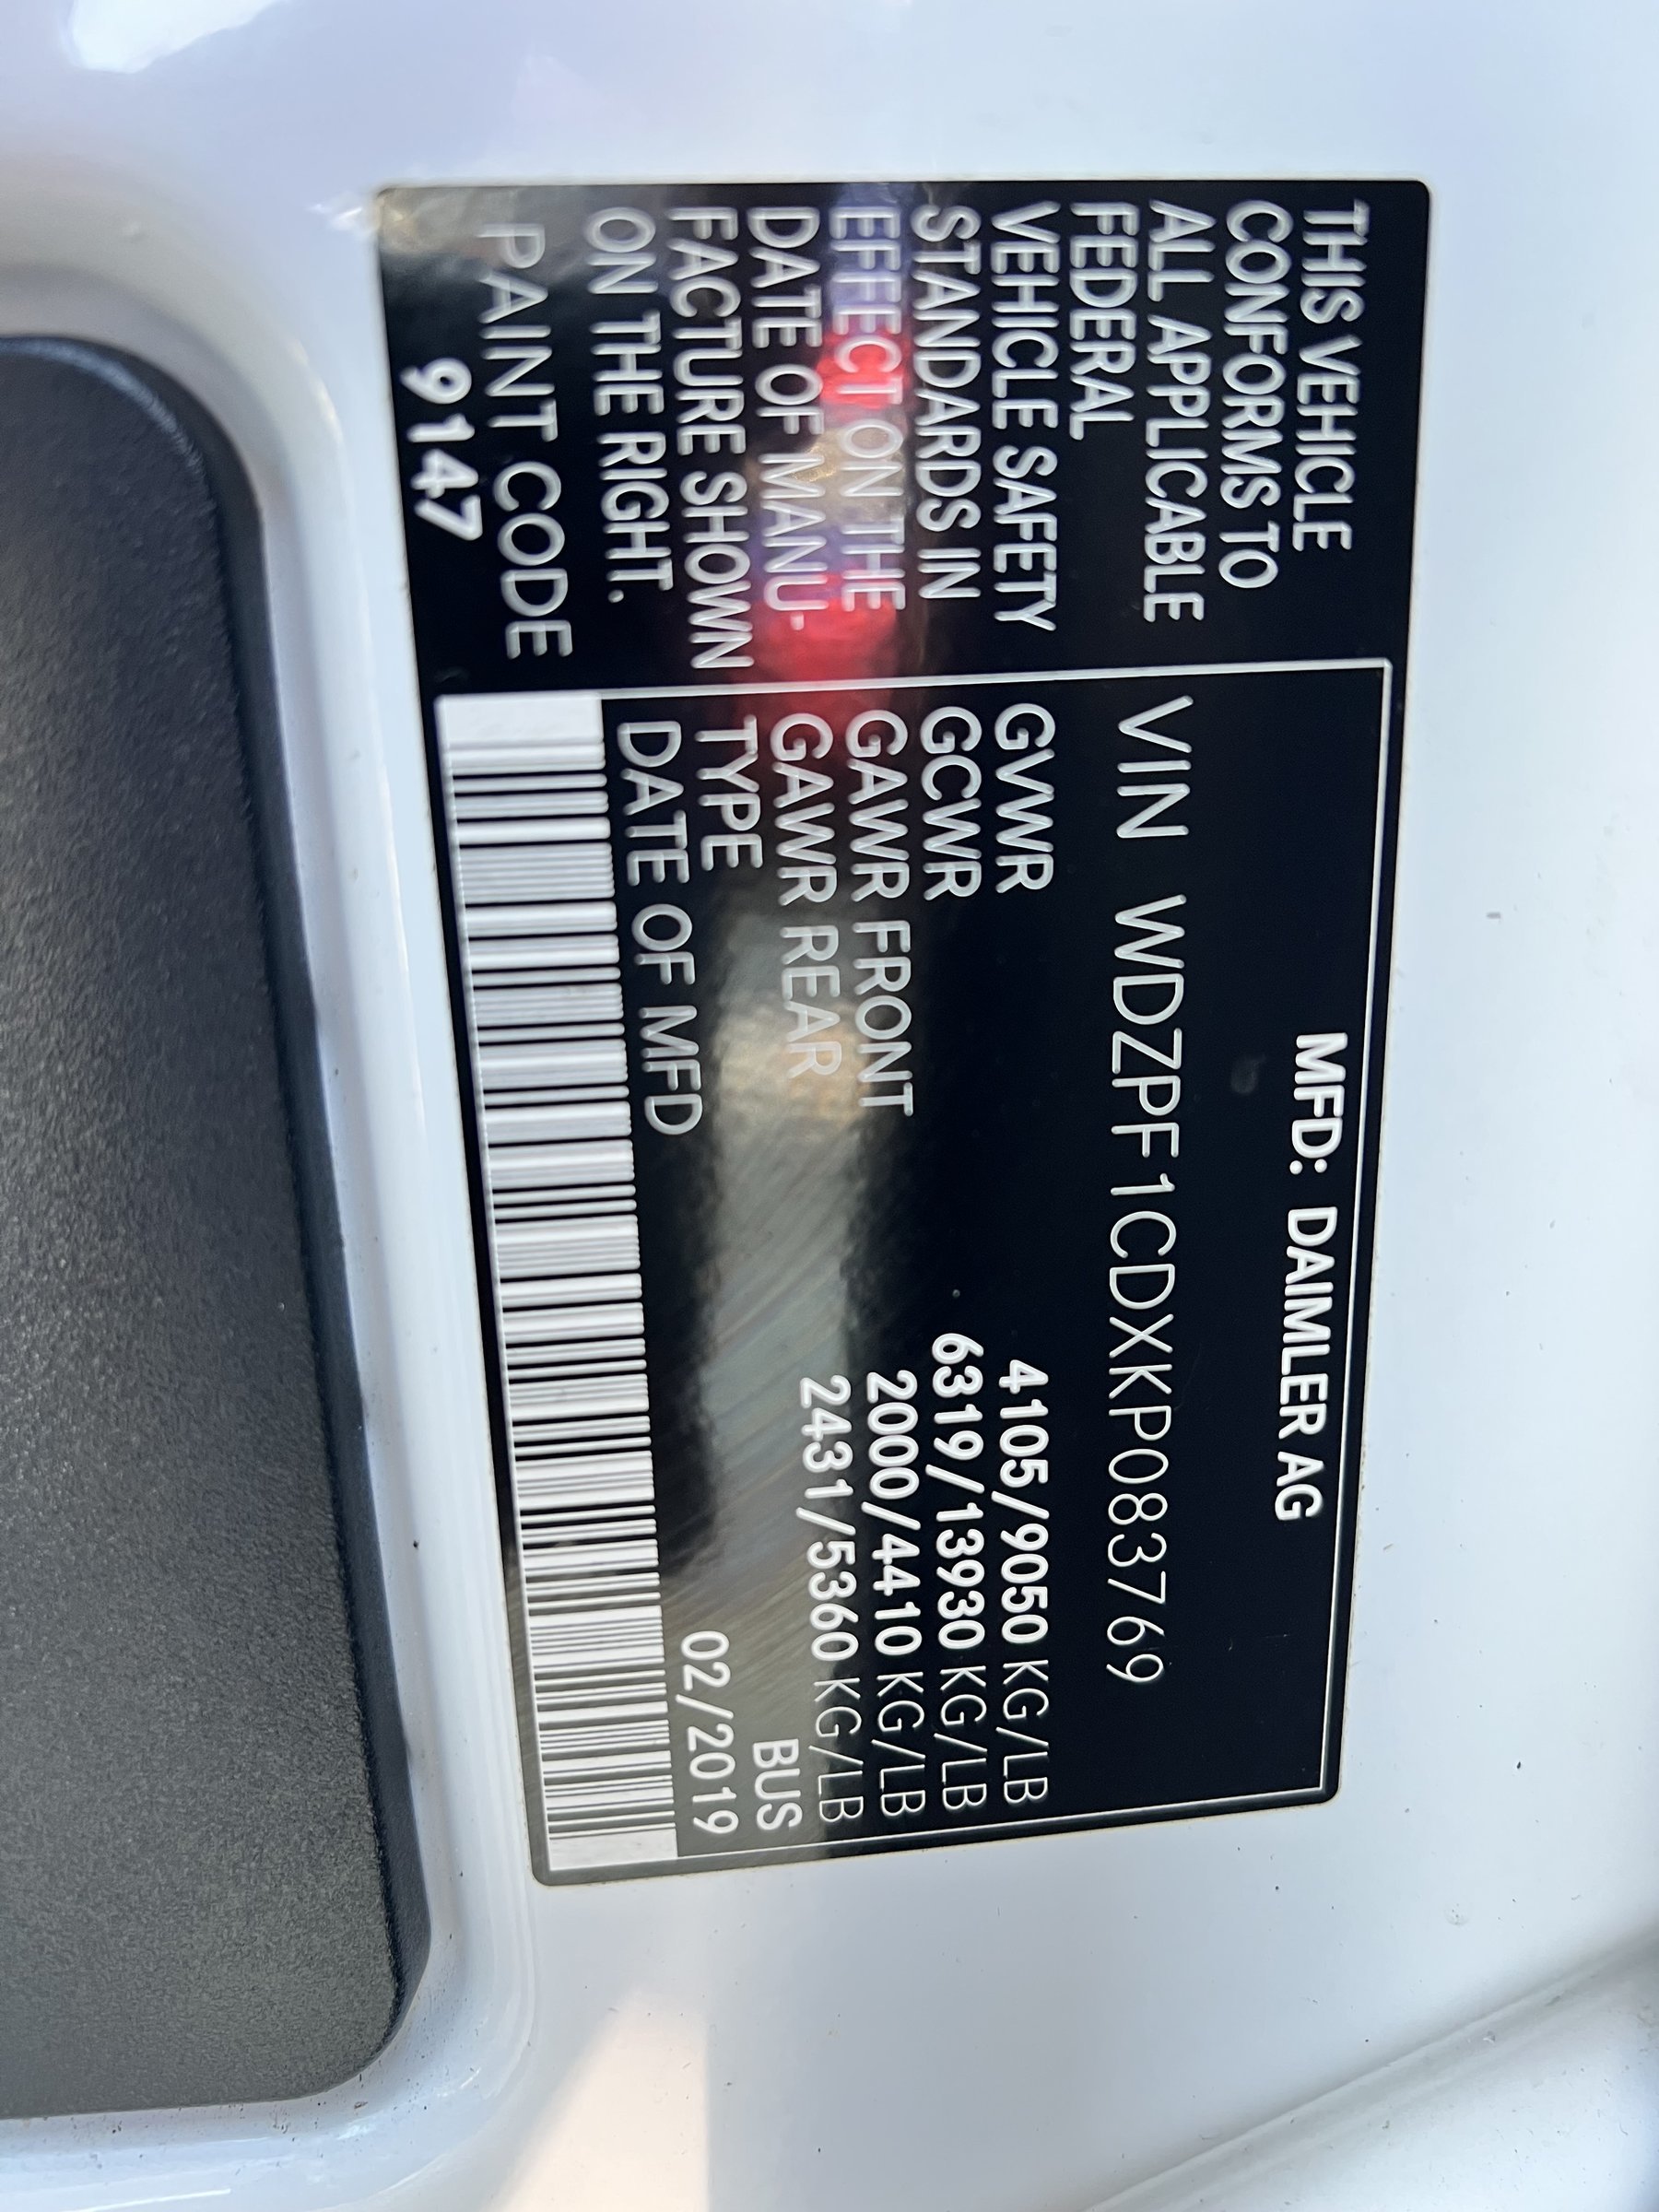 THIS VEHICLE
CONFORMS TO
ALL APPLICABLE
FEDERAL
VEHICLE SAFETY
STANDARDS IN
EFFECT ON THE
DATE OF MANU-
FACTURE SHOWN
ON THE RIGHT.
PAINT CODE
9147
MFD: DAIMLER AG
VIN WDZPF1CDXKP083769
GVWR 4105/9050 KG/LB
GCWR 6319/13930 KG/LB
GAWR FRONT 2000/4410 KG/LB
GAWR REAR 2431/5360 KG/LB
TYPE BUS
DATE OF MFD 02/2019